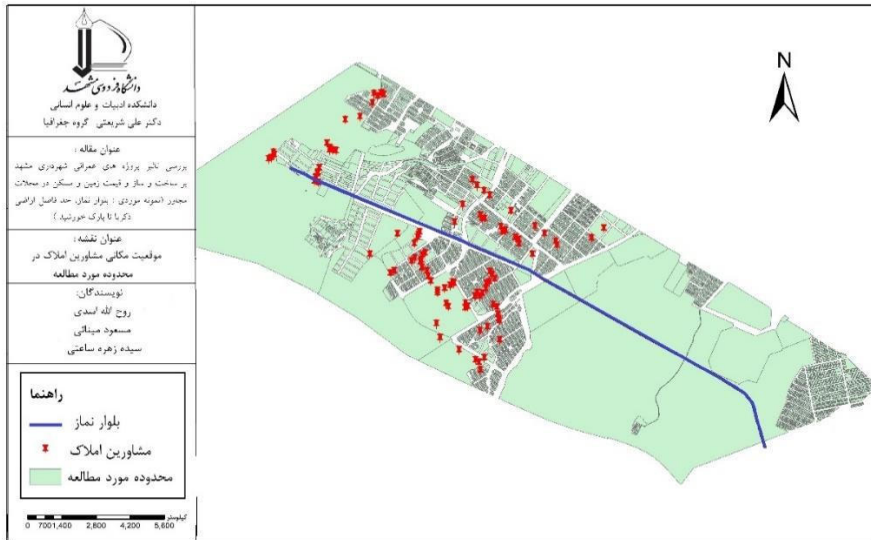 دانشگاه فردوسی مشهد
دانشکده ادبیات و علوم انسانی
دکتر علی شریعتی گروه جغرافیا
عنوان مقاله :
بررسی تاثیر پروژه های عمرانی شهرداری مشهد
بر ساخت و ساز و قیمت زمین و مسکن در محلات
مجاور (نمونه موردی : بلوار نماز، حد فاصل اراضی
ذکریا تا پارک خورشید )
عنوان نقشه:
موقعیت مکانی مشاورین املاک در
محدوده مورد مطالعه
نویسندگان:
روح الله اسدی
مسعود مینائی
سیده زهره ساعتی
راهنما
بلوار نماز
مشاورین املاک
محدوده مورد مطالعه
کیلومتر
0 7001,400 2,800 4,200 5,600
N